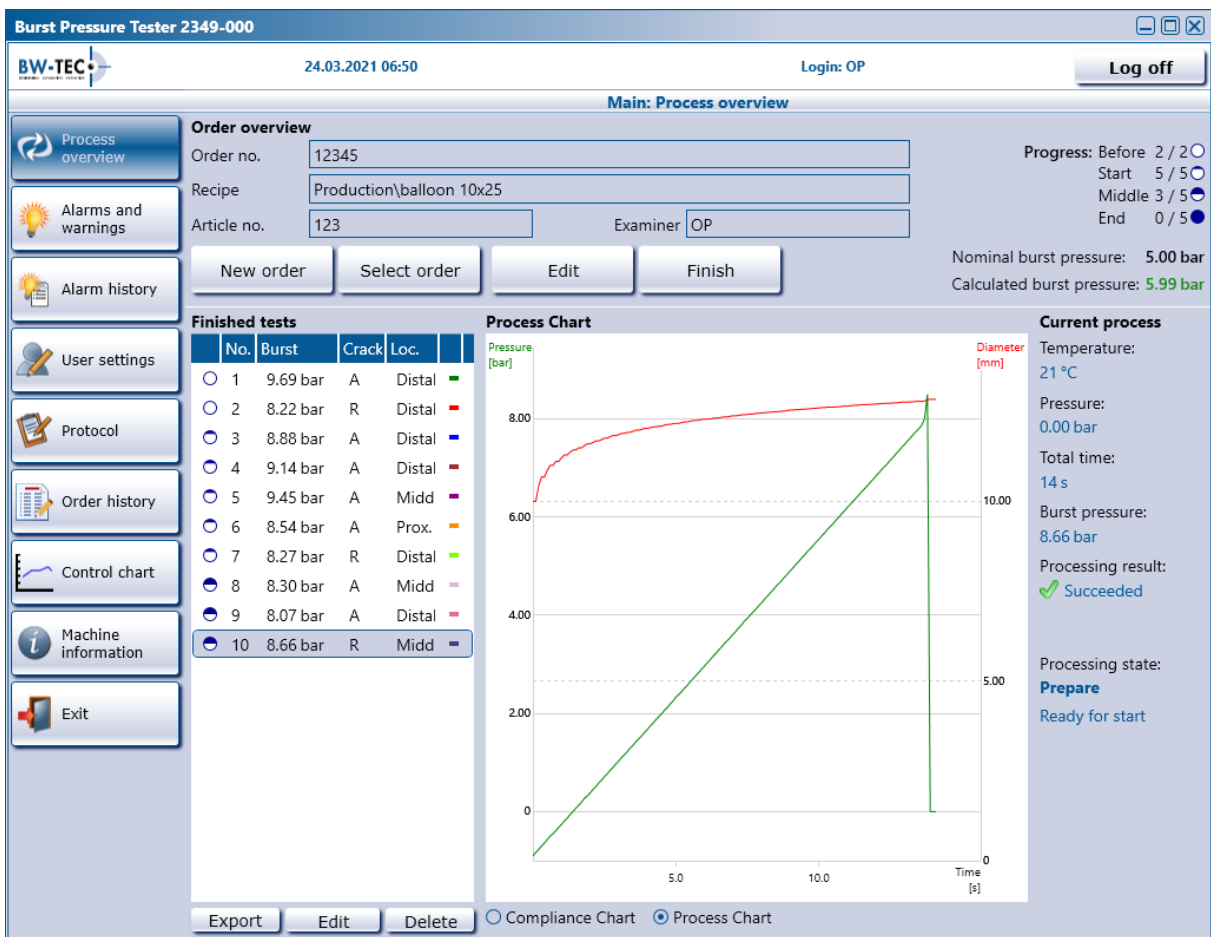 Burst Pressure Tester 2349-000
BW-TEC
24.03.2021 06:50
Login: OP
Log off
Main: Process overview
Process
overview
Alarms and
warnings
Alarm history
User settings
Protocol
Order history
Control chart
Machine
information
Exit
Order overview
Order no. 12345
Recipe Production\balloon 10x25
Article no. 123 Examiner OP
Progress: Before 2 / 2
Start 5 / 5
Middle 3 / 5
End 0 / 5
New order Select order Edit Finish
Nominal burst pressure: 5.00 bar
Calculated burst pressure: 5.99 bar
Finished tests
No. Burst Crack Loc.
1 9.69 bar A Distal
2 8.22 bar R Distal
3 8.88 bar A Distal
4 9.14 bar A Distal
5 9.45 bar A Midd
6 8.54 bar A Prox.
7 8.27 bar R Distal
8 8.30 bar A Midd
9 8.07 bar A Distal
10 8.66 bar R Midd
Export Edit Delete
Process Chart
Pressure
[bar]
Diameter
[mm]
8.00
10.00
6.00
4.00
5.00
2.00
0
0
5.0 10.0 Time
[s]
Compliance Chart Process Chart
Current process
Temperature:
21 °C
Pressure:
0.00 bar
Total time:
14 s
Burst pressure:
8.66 bar
Processing result:
Succeeded
Processing state:
Prepare
Ready for start